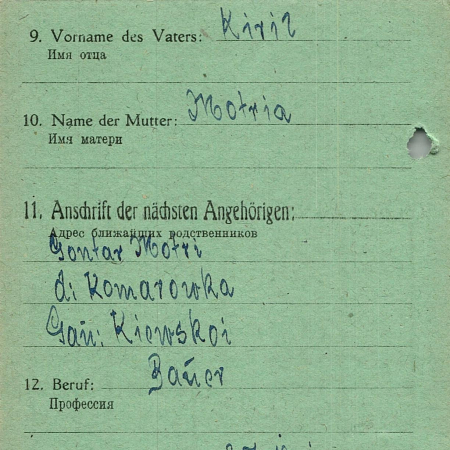 9. Vorname des Vaters: Kiril
Имя отца
10. Name der Mutter: Motria
Имя матери
11. Anschrift der nächsten Angehörigen:
Адрес ближайших родственников
Gontar Motri
d. Komarowka
Gau: Kiewskoi
12. Beruf: Bauer
Профессия